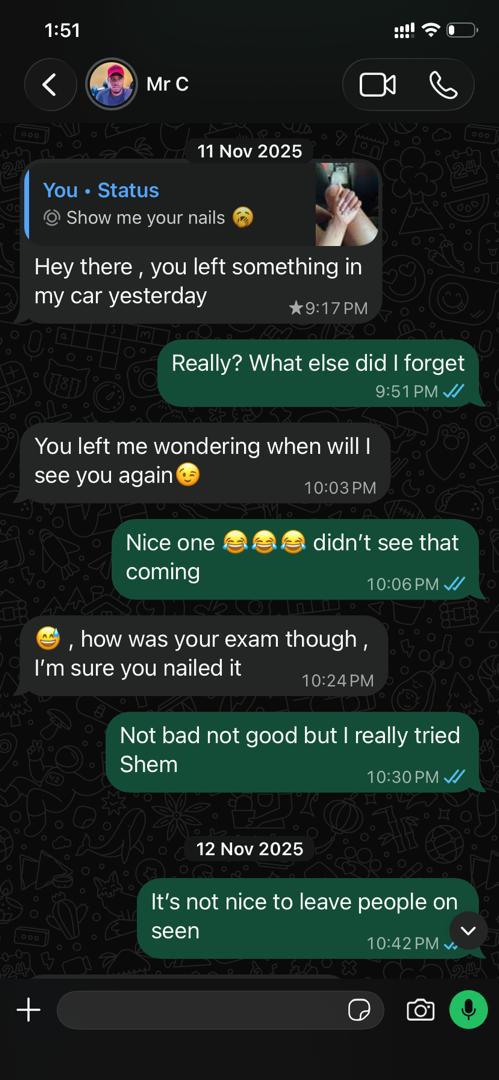 1:51
Mr C
11 Nov 2025
You • Status
Show me your nails 🥱
Hey there , you left something in
my car yesterday
★9:17 PM
Really? What else did I forget
9:51 PM
You left me wondering when will I
see you again😉
10:03 PM
Nice one 😂😂😂 didn’t see that
coming
10:06 PM
😅 , how was your exam though ,
I’m sure you nailed it
10:24 PM
Not bad not good but I really tried
Shem
10:30 PM
12 Nov 2025
It’s not nice to leave people on
seen
10:42 PM